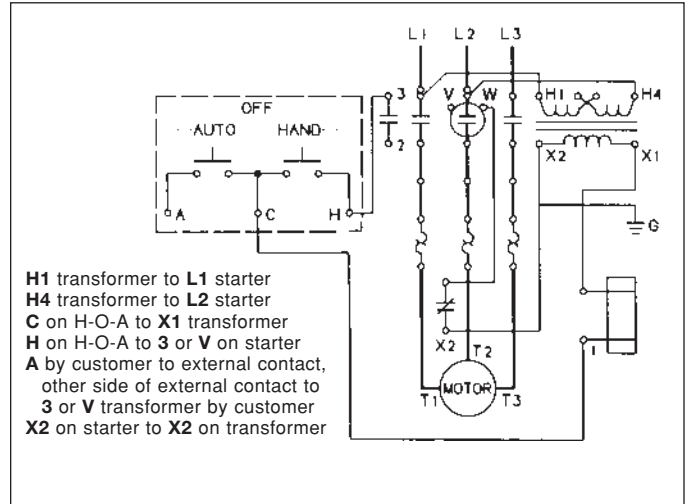 L1 L2 L3
OFF
AUTO HAND
3 V W H1 H4
2
X2 X1
A C H
G
H1 transformer to L1 starter
H4 transformer to L2 starter
C on H-O-A to X1 transformer
H on H-O-A to 3 or V on starter
A by customer to external contact,
other side of external contact to
3 or V transformer by customer
X2 on starter to X2 on transformer
X2
T2
1
T1 MOTOR T3